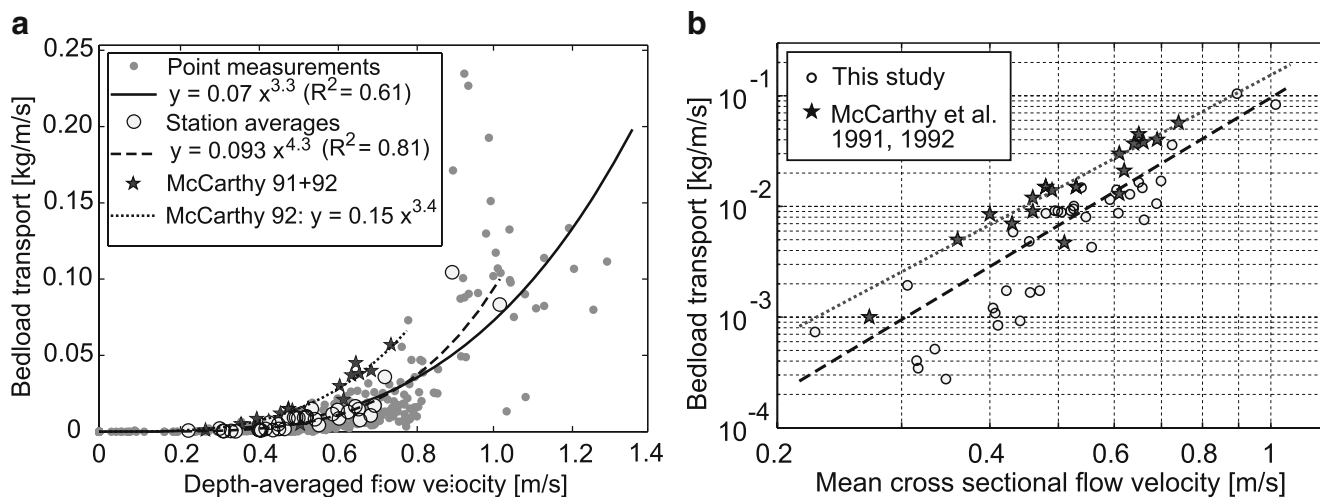 a
0.25
0.20
0.15
0.10
0.05
0
Bedload transport [kg/m/s]
Point measurements
y = 0.07 x^3.3 (R^2 = 0.61)
Station averages
y = 0.093 x^4.3 (R^2 = 0.81)
McCarthy 91+92
McCarthy 92: y = 0.15 x^3.4
0 0.2 0.4 0.6 0.8 1.0 1.2 1.4
Depth-averaged flow velocity [m/s]
b
10^-1
10^-2
10^-3
10^-4
Bedload transport [kg/m/s]
This study
McCarthy et al.
1991, 1992
0.2 0.4 0.6 0.8 1
Mean cross sectional flow velocity [m/s]